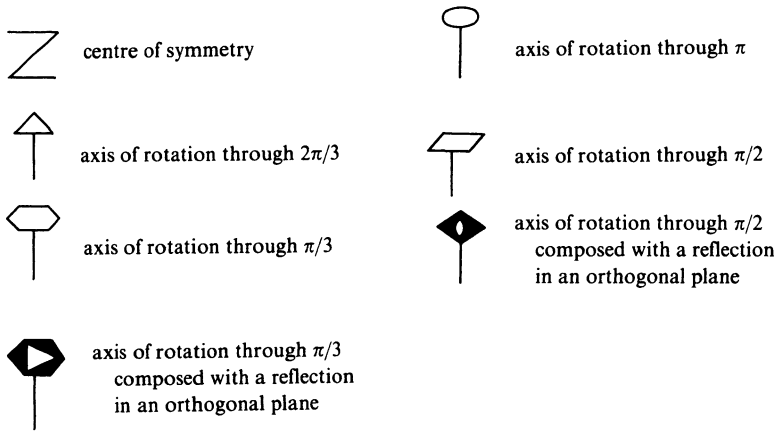 centre of symmetry
axis of rotation through π
axis of rotation through 2π/3
axis of rotation through π/2
axis of rotation through π/3
axis of rotation through π/2
composed with a reflection
in an orthogonal plane
axis of rotation through π/3
composed with a reflection
in an orthogonal plane